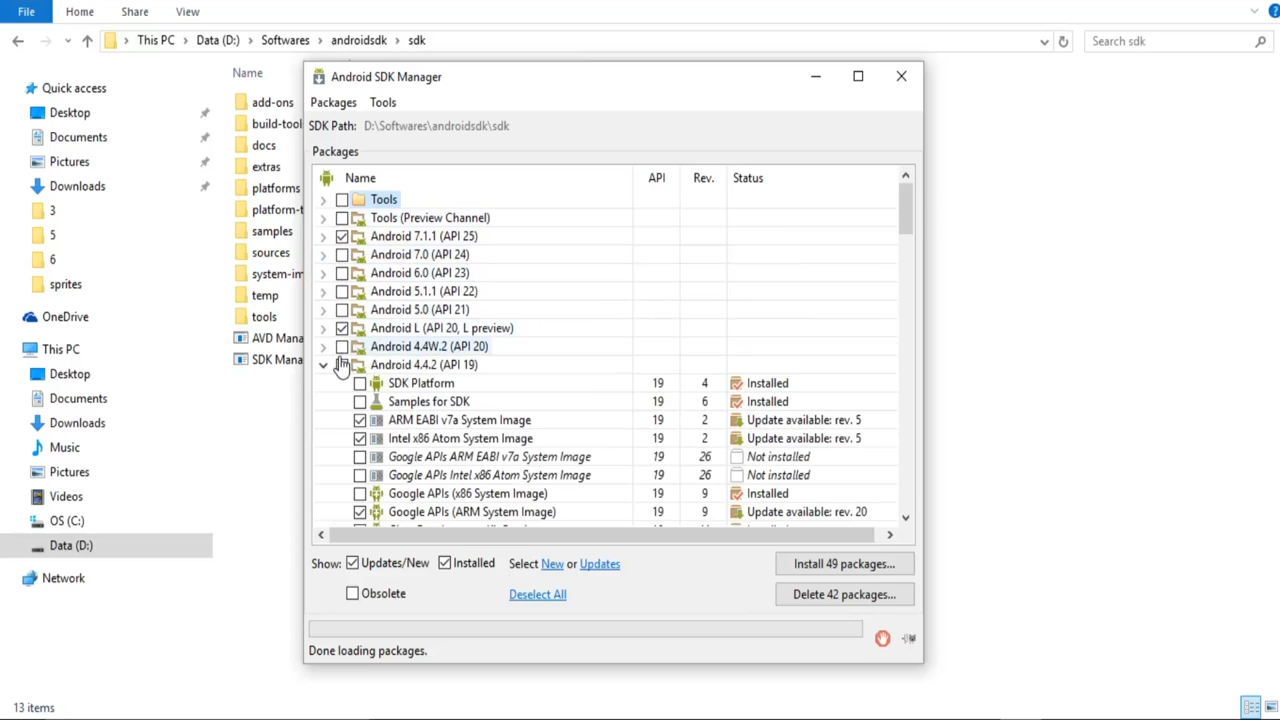 File Home Share View
This PC > Data (D:) > Softwares > androidsdk > sdk
Search sdk
Quick access
Desktop
Documents
Pictures
Downloads
3
5
6
sprites
OneDrive
This PC
Desktop
Documents
Downloads
Music
Pictures
Videos
OS (C:)
Data (D:)
Network
Name
add-ons
build-tool
docs
extras
platforms
platform-t
samples
sources
system-im
temp
tools
AVD Mana
SDK Mana
Android SDK Manager
Packages Tools
SDK Path: D:\Softwares\androidsdk\sdk
Packages
Name API Rev. Status
Tools
Tools (Preview Channel)
Android 7.1.1 (API 25)
Android 7.0 (API 24)
Android 6.0 (API 23)
Android 5.1.1 (API 22)
Android 5.0 (API 21)
Android L (API 20, L preview)
Android 4.4W.2 (API 20)
Android 4.4.2 (API 19)
SDK Platform 19 4 Installed
Samples for SDK 19 6 Installed
ARM EABI v7a System Image 19 2 Update available: rev. 5
Intel x86 Atom System Image 19 2 Update available: rev. 5
Google APIs ARM EABI v7a System Image 19 26 Not installed
Google APIs Intel x86 Atom System Image 19 26 Not installed
Google APIs (x86 System Image) 19 9 Installed
Google APIs (ARM System Image) 19 9 Update available: rev. 20
Show: Updates/New Installed Select New or Updates Install 49 packages...
Obsolete Deselect All Delete 42 packages...
Done loading packages.
13 items